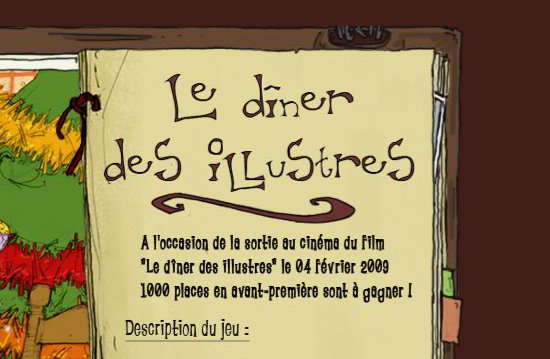 Le dîner
des illustres
A l'occasion de la sortie au cinéma du film
"Le dîner des illustres" le 04 Février 2009
1000 places en avant-première sont à gagner !
Description du jeu :